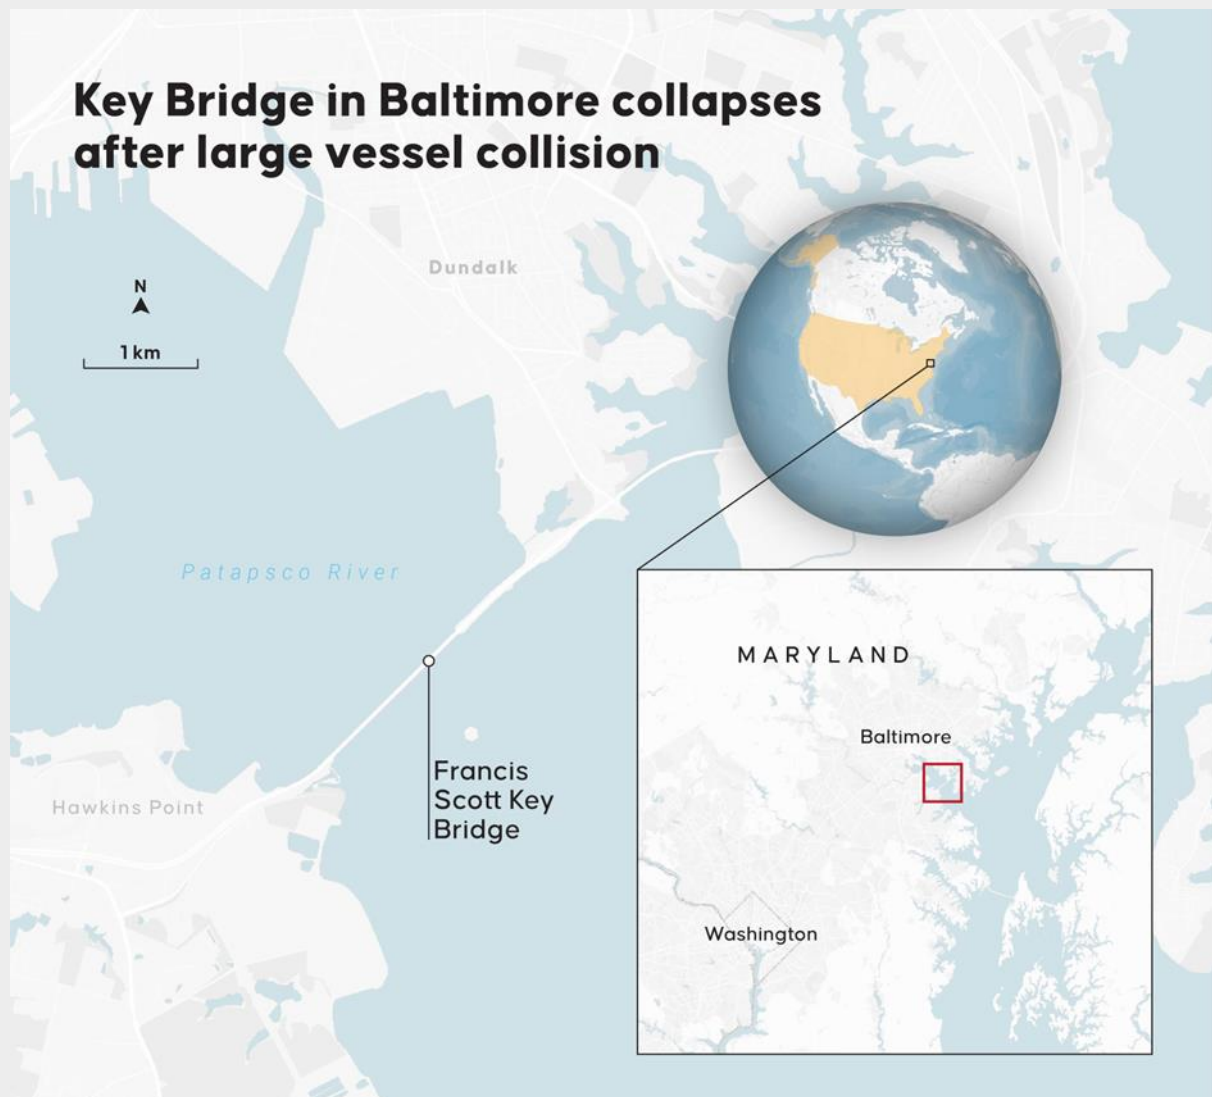 Key Bridge in Baltimore collapses
after large vessel collision
Dundalk
N
1 km
Patapsco River
MARYLAND
Baltimore
Francis
Scott Key
Bridge
Hawkins Point
Washington